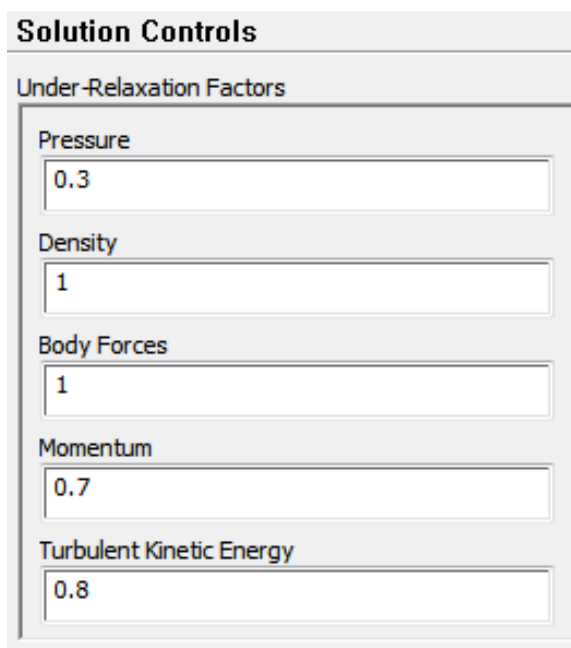 Solution Controls
Under-Relaxation Factors
Pressure
0.3
Density
1
Body Forces
1
Momentum
0.7
Turbulent Kinetic Energy
0.8